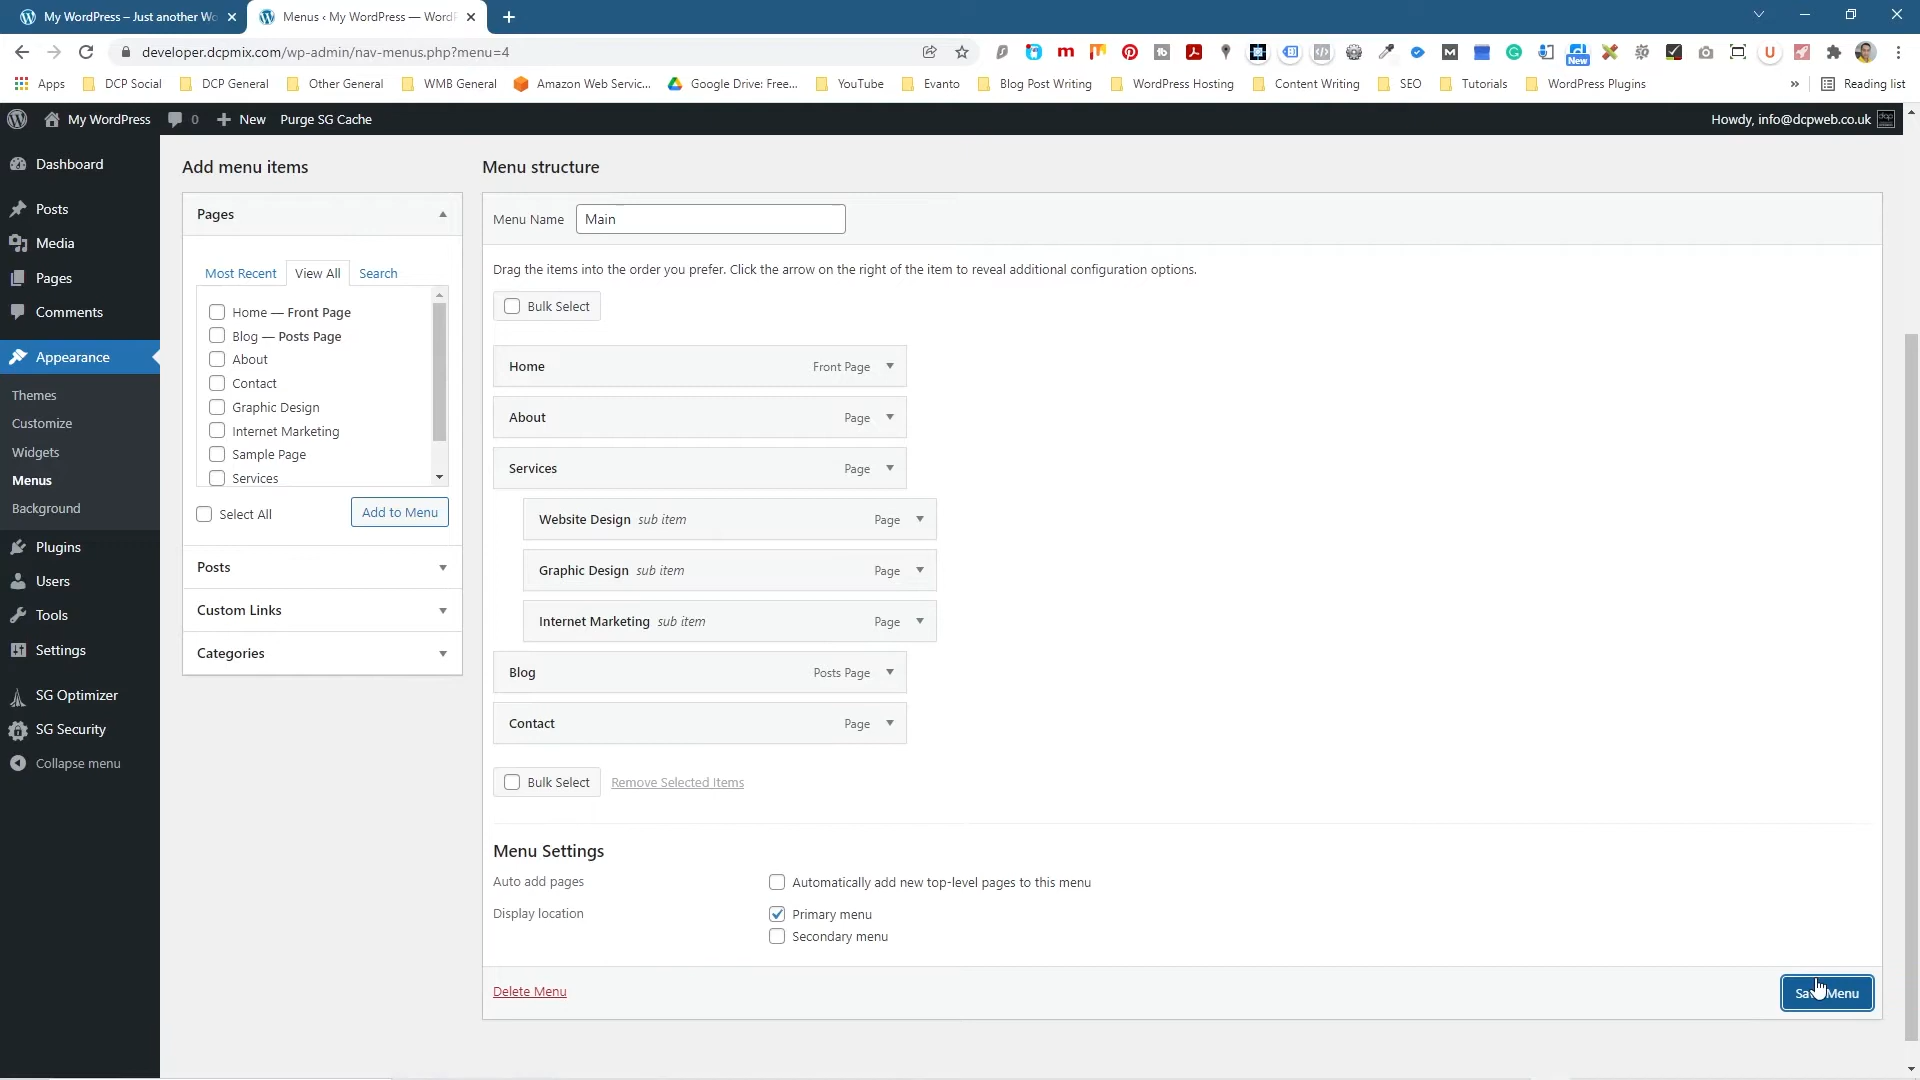 My WordPress – Just another Wo
Menus ‹ My WordPress — WordP
developer.dcpmix.com/wp-admin/nav-menus.php?menu=4
New
Apps
DCP Social
DCP General
Other General
WMB General
Amazon Web Servic...
Google Drive: Free...
YouTube
Evanto
Blog Post Writing
WordPress Hosting
Content Writing
SEO
Tutorials
WordPress Plugins
»
Reading list
My WordPress
0
New
Purge SG Cache
Howdy, info@dcpweb.co.uk
Dashboard
Posts
Media
Pages
Comments
Appearance
Themes
Customize
Widgets
Menus
Background
Plugins
Users
Tools
Settings
SG Optimizer
SG Security
Collapse menu
Add menu items
Pages
Most Recent
View All
Search
Home — Front Page
Blog — Posts Page
About
Contact
Graphic Design
Internet Marketing
Sample Page
Services
Select All
Add to Menu
Posts
Custom Links
Categories
Menu structure
Menu Name
Main
Drag the items into the order you prefer. Click the arrow on the right of the item to reveal additional configuration options.
Bulk Select
Home Front Page
About Page
Services Page
Website Design sub item Page
Graphic Design sub item Page
Internet Marketing sub item Page
Blog Posts Page
Contact Page
Bulk Select
Remove Selected Items
Menu Settings
Auto add pages
Automatically add new top-level pages to this menu
Display location
Primary menu
Secondary menu
Delete Menu
Save Menu